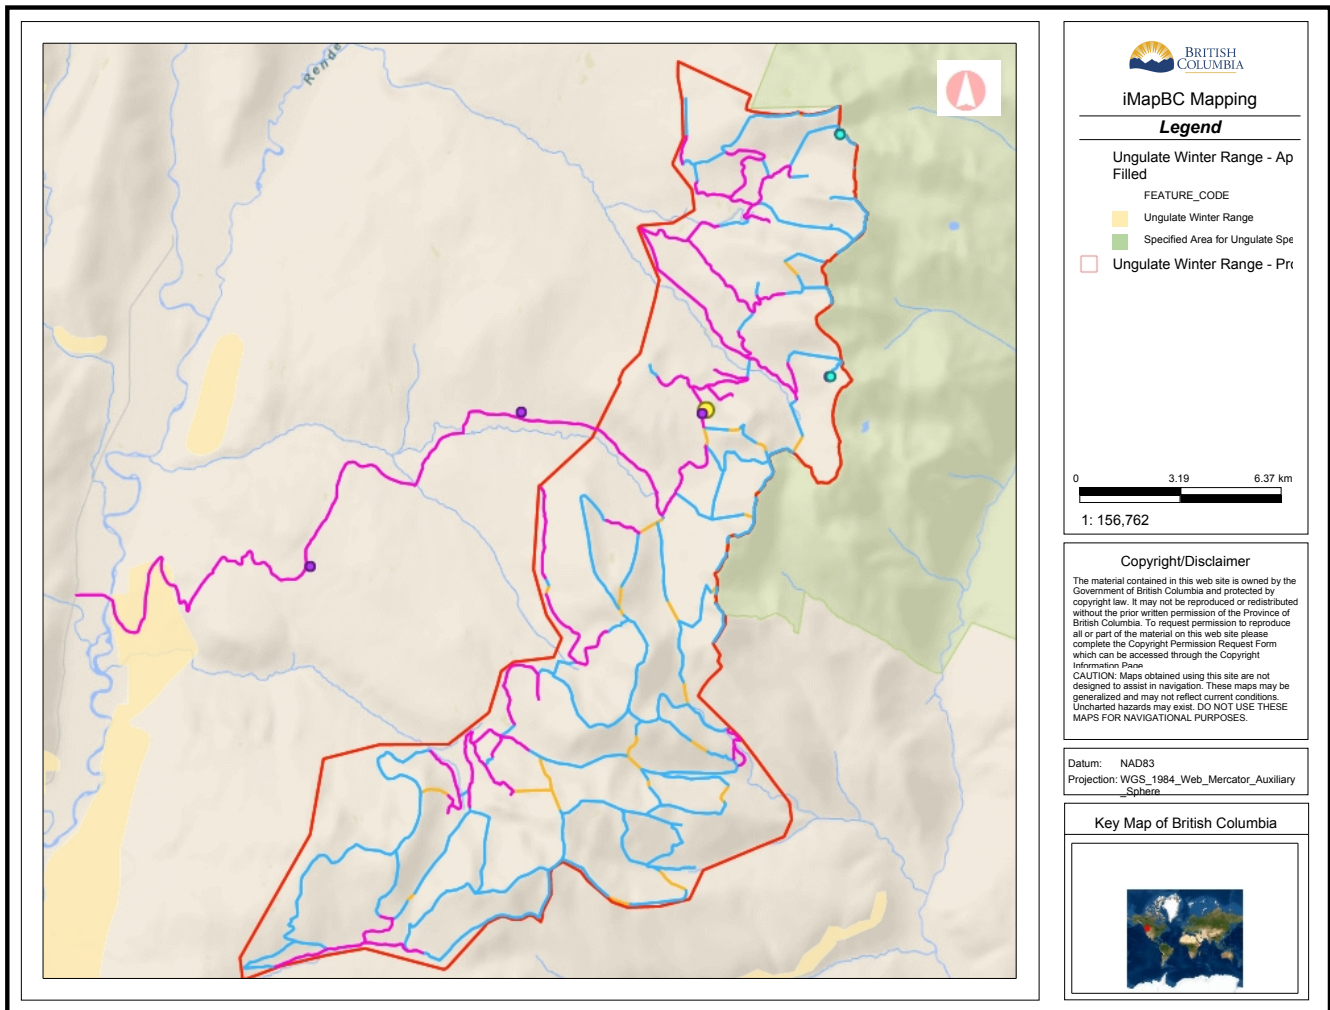 Rende
BRITISH
COLUMBIA
iMapBC Mapping
Legend
Ungulate Winter Range - Ap
Filled
FEATURE_CODE
Ungulate Winter Range
Specified Area for Ungulate Spe
Ungulate Winter Range - Pro
0 3.19 6.37 km
1: 156,762
Copyright/Disclaimer
The material contained in this web site is owned by the
Government of British Columbia and protected by
copyright law. It may not be reproduced or redistributed
without the prior written permission of the Province of
British Columbia. To request permission to reproduce
all or part of the material on this web site please
complete the Copyright Permission Request Form
which can be accessed through the Copyright
Information Page
CAUTION: Maps obtained using this site are not
designed to assist in navigation. These maps may be
generalized and may not reflect current conditions.
Uncharted hazards may exist. DO NOT USE THESE
MAPS FOR NAVIGATIONAL PURPOSES.
Datum: NAD83
Projection: WGS_1984_Web_Mercator_Auxiliary
_Sphere
Key Map of British Columbia